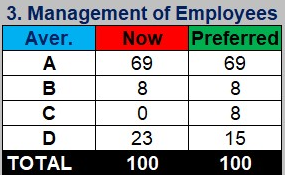 3. Management of Employees
Aver. Now Preferred
A 69 69
B 8 8
C 0 8
D 23 15
TOTAL 100 100